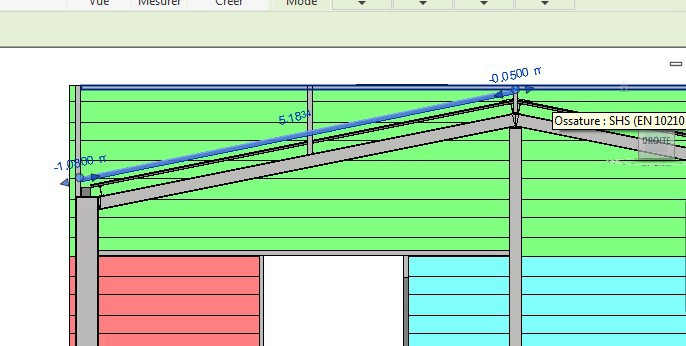 Vue Mesurer Créer Mode
-0,0500 m
5.1834
Ossature : SHS (EN 10210
DROITE
-1,0800 m